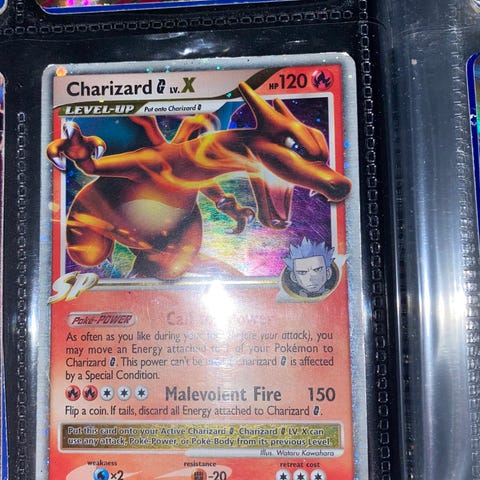 Charizard G LV.X
HP 120
LEVEL-UP Put onto Charizard G
SP
Poké-POWER Call for Power
As often as you like during your turn (before your attack), you
may move an Energy attached to 1 of your Pokémon to
Charizard G. This power can't be used if Charizard G is affected
by a Special Condition.
Malevolent Fire 150
Flip a coin. If tails, discard all Energy attached to Charizard G.
Put this card onto your Active Charizard G. Charizard G LV. X can
use any attack, Poké-Power, or Poké-Body from its previous Level.
Illus. Wataru Kawahara
weakness resistance retreat cost
×2 -20